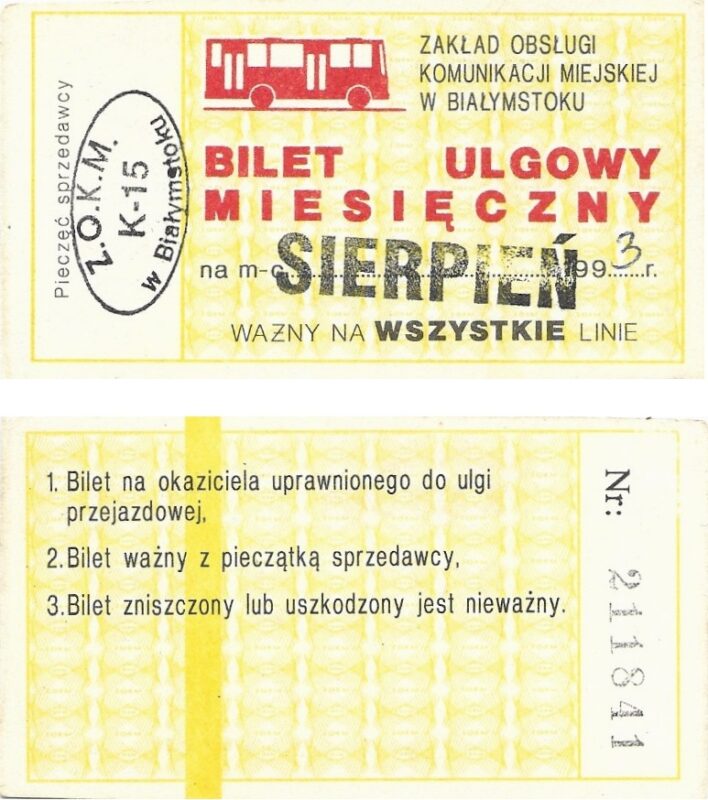 Pieczęć sprzedawcy
Z.O.K.M.
K-15
w Białymstoku
ZAKŁAD OBSŁUGI
KOMUNIKACJI MIEJSKIEJ
W BIAŁYMSTOKU
BILET ULGOWY
MIESIĘCZNY
na m-c SIERPIEŃ 1993 r.
WAŻNY NA WSZYSTKIE LINIE
1. Bilet na okaziciela uprawnionego do ulgi
przejazdowej,
2. Bilet ważny z pieczątką sprzedawcy,
3. Bilet zniszczony lub uszkodzony jest nieważny.
Nr: 211841